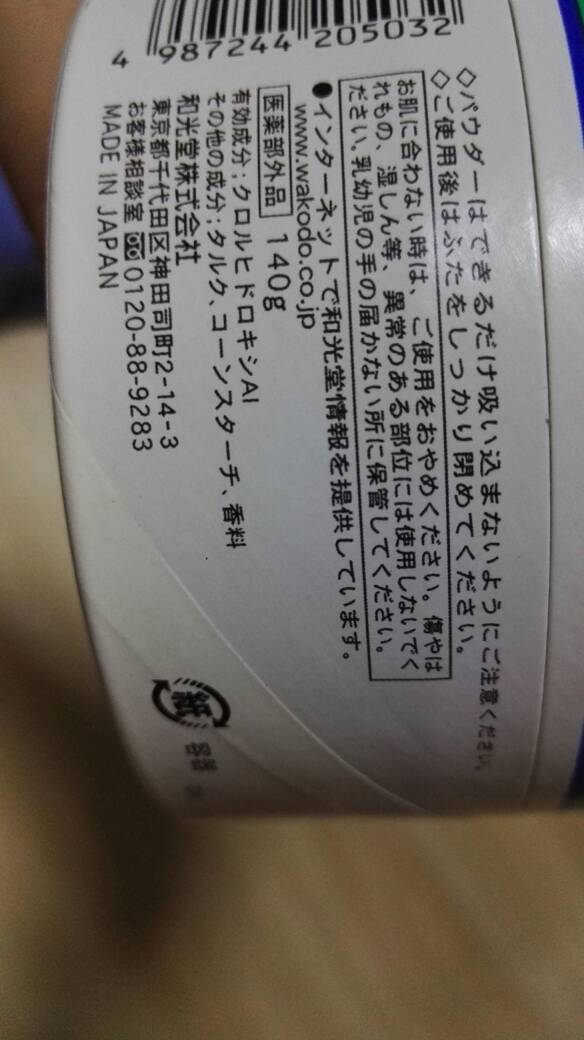 ◇パウダーはできるだけ吸い込まないようにご注意ください。
◇ご使用後はふたをしっかり閉めてください。
お肌に合わない時は、ご使用をおやめください。傷やは
れもの、湿しん等、異常のある部位には使用しないでく
ださい。乳幼児の手の届かない所に保管してください。
●インターネットで和光堂情報を提供しています。
www.wakodo.co.jp
医薬部外品 140g
有効成分:クロルヒドロキシAl
その他の成分:タルク、コーンスターチ、香料
和光堂株式会社
東京都千代田区神田司町2-14-3
お客様相談室 0120-88-9283
MADE IN JAPAN
4 987244 205032
紙
容器